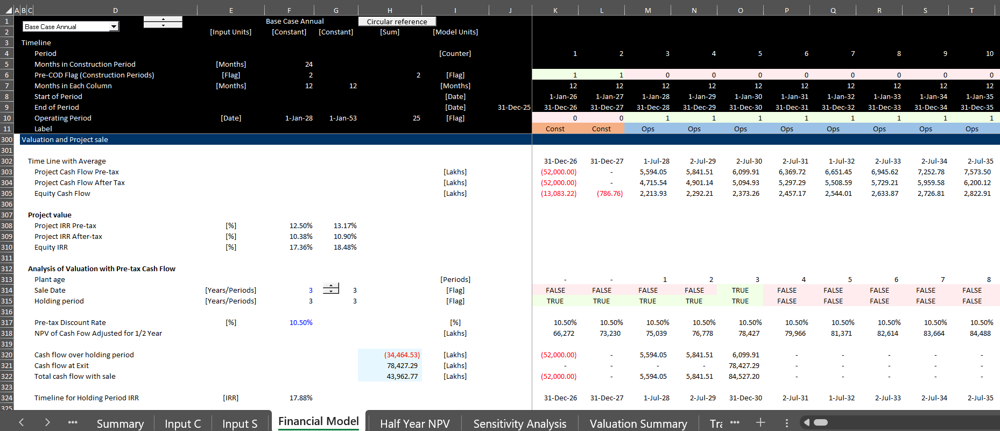 A B C D E F G H I J K L M N O P Q R S T
1 Base Case Annual Base Case Annual Circular reference
2 [Input Units] [Constant] [Constant] [Sum] [Model Units]
3 Timeline
4 Period [Counter] 1 2 3 4 5 6 7 8 9 10
5 Months in Construction Period [Months] 24
6 Pre-COD Flag (Construction Periods) [Flag] 2 2 [Flag] 1 1 0 0 0 0 0 0 0 0
7 Months in Each Column [Months] 12 12 [Months] 12 12 12 12 12 12 12 12 12 12
8 Start of Period [Date] 1-Jan-26 1-Jan-27 1-Jan-28 1-Jan-29 1-Jan-30 1-Jan-31 1-Jan-32 1-Jan-33 1-Jan-34 1-Jan-35
9 End of Period [Date] 31-Dec-25 31-Dec-26 31-Dec-27 31-Dec-28 31-Dec-29 31-Dec-30 31-Dec-31 31-Dec-32 31-Dec-33 31-Dec-34 31-Dec-35
10 Operating Period [Date] 1-Jan-28 1-Jan-53 25 [Flag] 0 0 1 1 1 1 1 1 1 1
11 Label Const Const Ops Ops Ops Ops Ops Ops Ops Ops
300 Valuation and Project sale
301
302 Time Line with Average 31-Dec-26 31-Dec-27 1-Jul-28 2-Jul-29 2-Jul-30 2-Jul-31 1-Jul-32 2-Jul-33 2-Jul-34 2-Jul-35
303 Project Cash Flow Pre-tax [Lakhs] (52,000.00) - 5,594.05 5,841.51 6,099.91 6,369.72 6,651.45 6,945.62 7,252.78 7,573.50
304 Project Cash Flow After Tax [Lakhs] (52,000.00) - 4,715.54 4,901.14 5,094.93 5,297.29 5,508.59 5,729.21 5,959.58 6,200.12
305 Equity Cash Flow [Lakhs] (13,083.22) (786.76) 2,213.93 2,292.21 2,373.26 2,457.17 2,544.01 2,633.87 2,726.81 2,822.91
306
307 Project value
308 Project IRR Pre-tax [%] 12.50% 13.17%
309 Project IRR After-tax [%] 10.38% 10.90%
310 Equity IRR [%] 17.36% 18.48%
311
312 Analysis of Valuation with Pre-tax Cash Flow
313 Plant age [Periods] - - 1 2 3 4 5 6 7 8
314 Sale Date [Years/Periods] 3 3 [Flag] FALSE FALSE FALSE FALSE TRUE FALSE FALSE FALSE FALSE FALSE
315 Holding period [Years/Periods] 3 3 [Flag] TRUE TRUE TRUE TRUE TRUE FALSE FALSE FALSE FALSE FALSE
316
317 Pre-tax Discount Rate [%] 10.50% [%] 10.50% 10.50% 10.50% 10.50% 10.50% 10.50% 10.50% 10.50% 10.50% 10.50%
318 NPV of Cash Fow Adjusted for 1/2 Year [Lakhs] 66,272 73,230 75,039 76,778 78,427 79,966 81,371 82,614 83,664 84,488
319
320 Cash flow over holding period (34,464.53) [Lakhs] (52,000.00) - 5,594.05 5,841.51 6,099.91 - - - - -
321 Cash flow at Exit 78,427.29 [Lakhs] - - - - 78,427.29 - - - - -
322 Total cash flow with sale 43,962.77 [Lakhs] (52,000.00) - 5,594.05 5,841.51 84,527.20 - - - - -
323
324 Timeline for Holding Period IRR [IRR] 17.88% 31-Dec-26 31-Dec-27 1-Jul-28 2-Jul-29 31-Dec-30 2-Jul-31 1-Jul-32 2-Jul-33 2-Jul-34 2-Jul-35
325
Summary Input C Input S Financial Model Half Year NPV Sensitivity Analysis Valuation Summary Tra